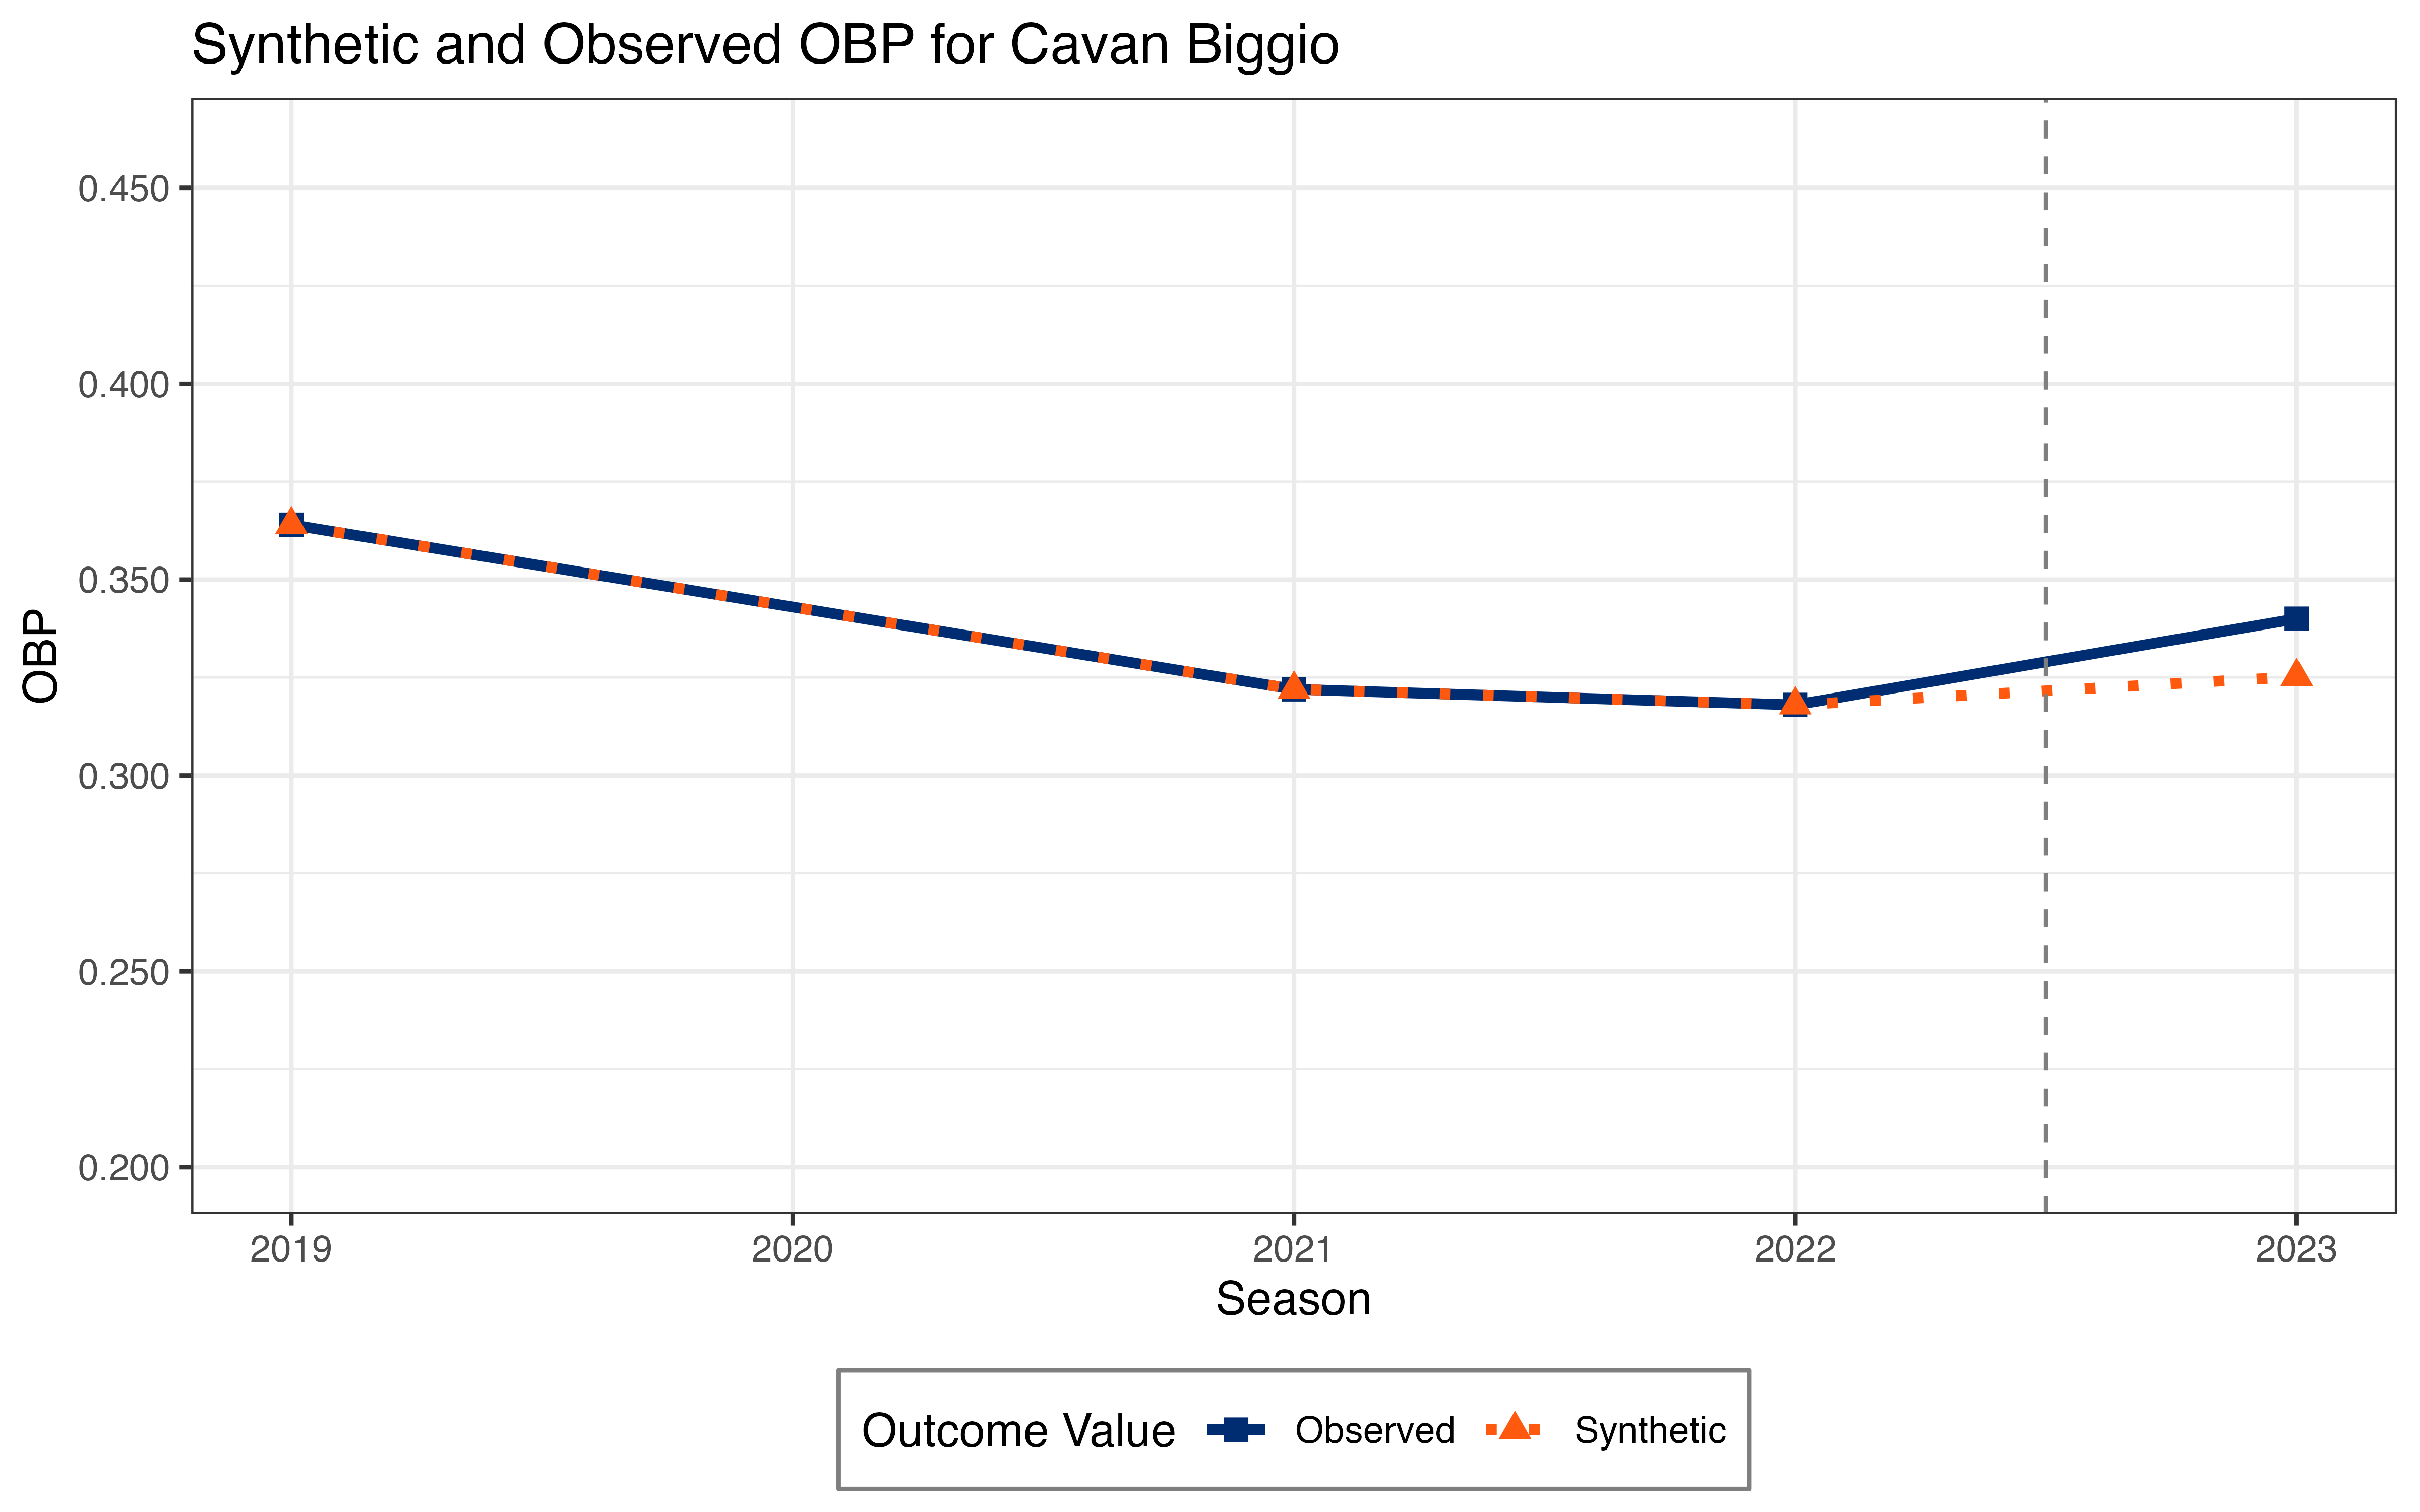 Synthetic and Observed OBP for Cavan Biggio
0.450
0.400
0.350
0.300
0.250
0.200
OBP
2019 2020 2021 2022 2023
Season
Outcome Value Observed Synthetic